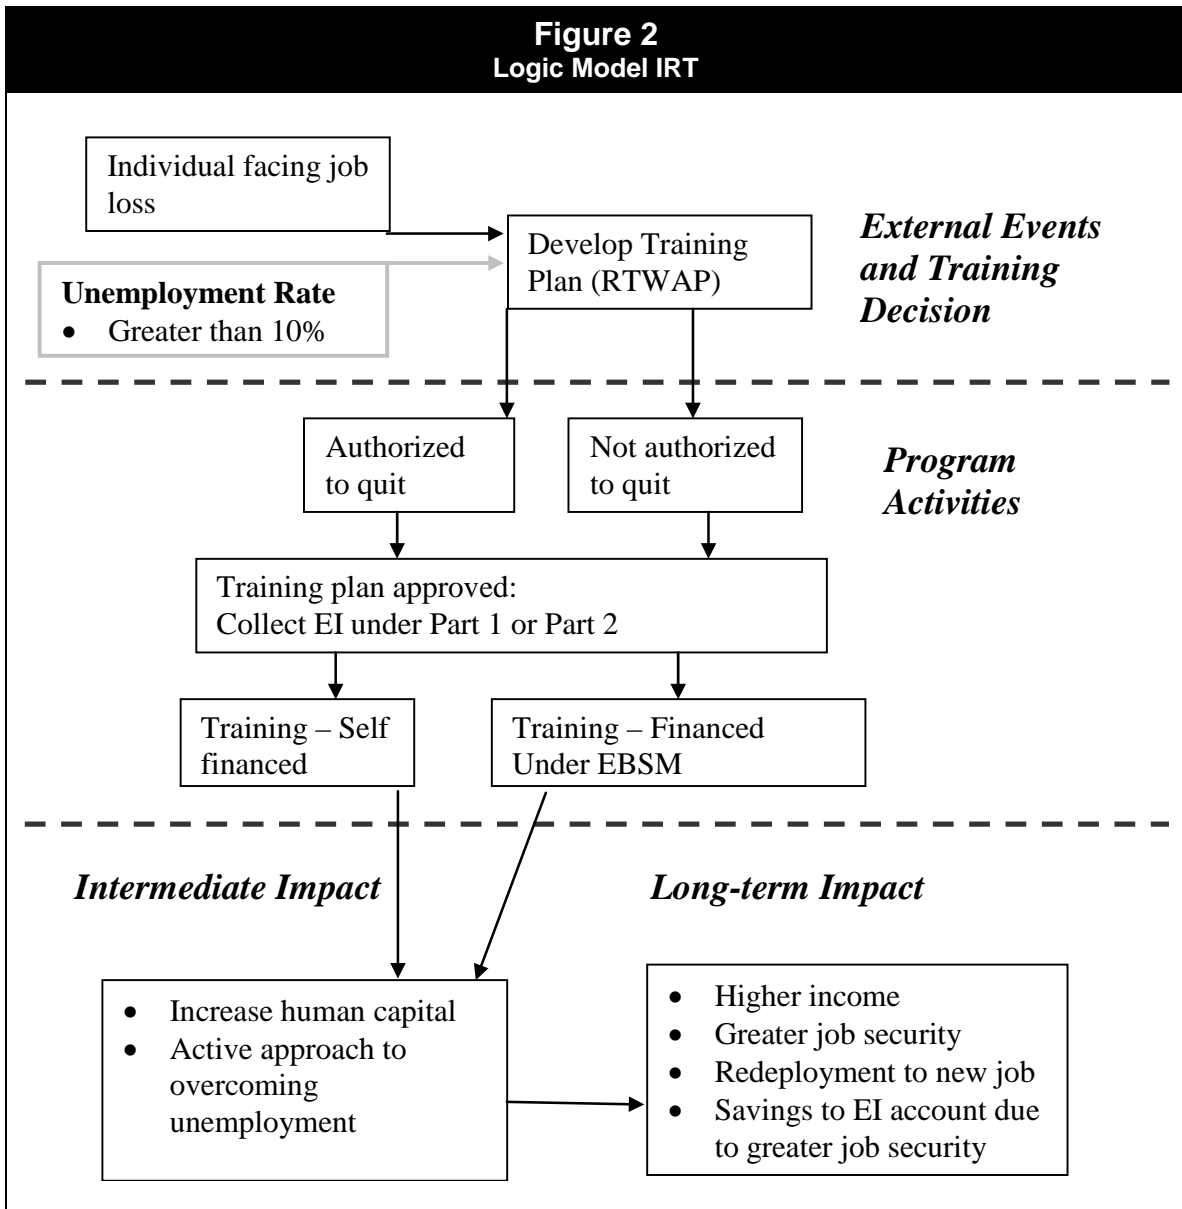 Figure 2
Logic Model IRT
Individual facing job
loss
Develop Training
Plan (RTWAP)
External Events
and Training
Decision
Unemployment Rate
• Greater than 10%
Authorized
to quit
Not authorized
to quit
Program
Activities
Training plan approved:
Collect EI under Part 1 or Part 2
Training – Self
financed
Training – Financed
Under EBSM
Intermediate Impact
Long-term Impact
• Increase human capital
• Active approach to
overcoming
unemployment
• Higher income
• Greater job security
• Redeployment to new job
• Savings to EI account due
to greater job security